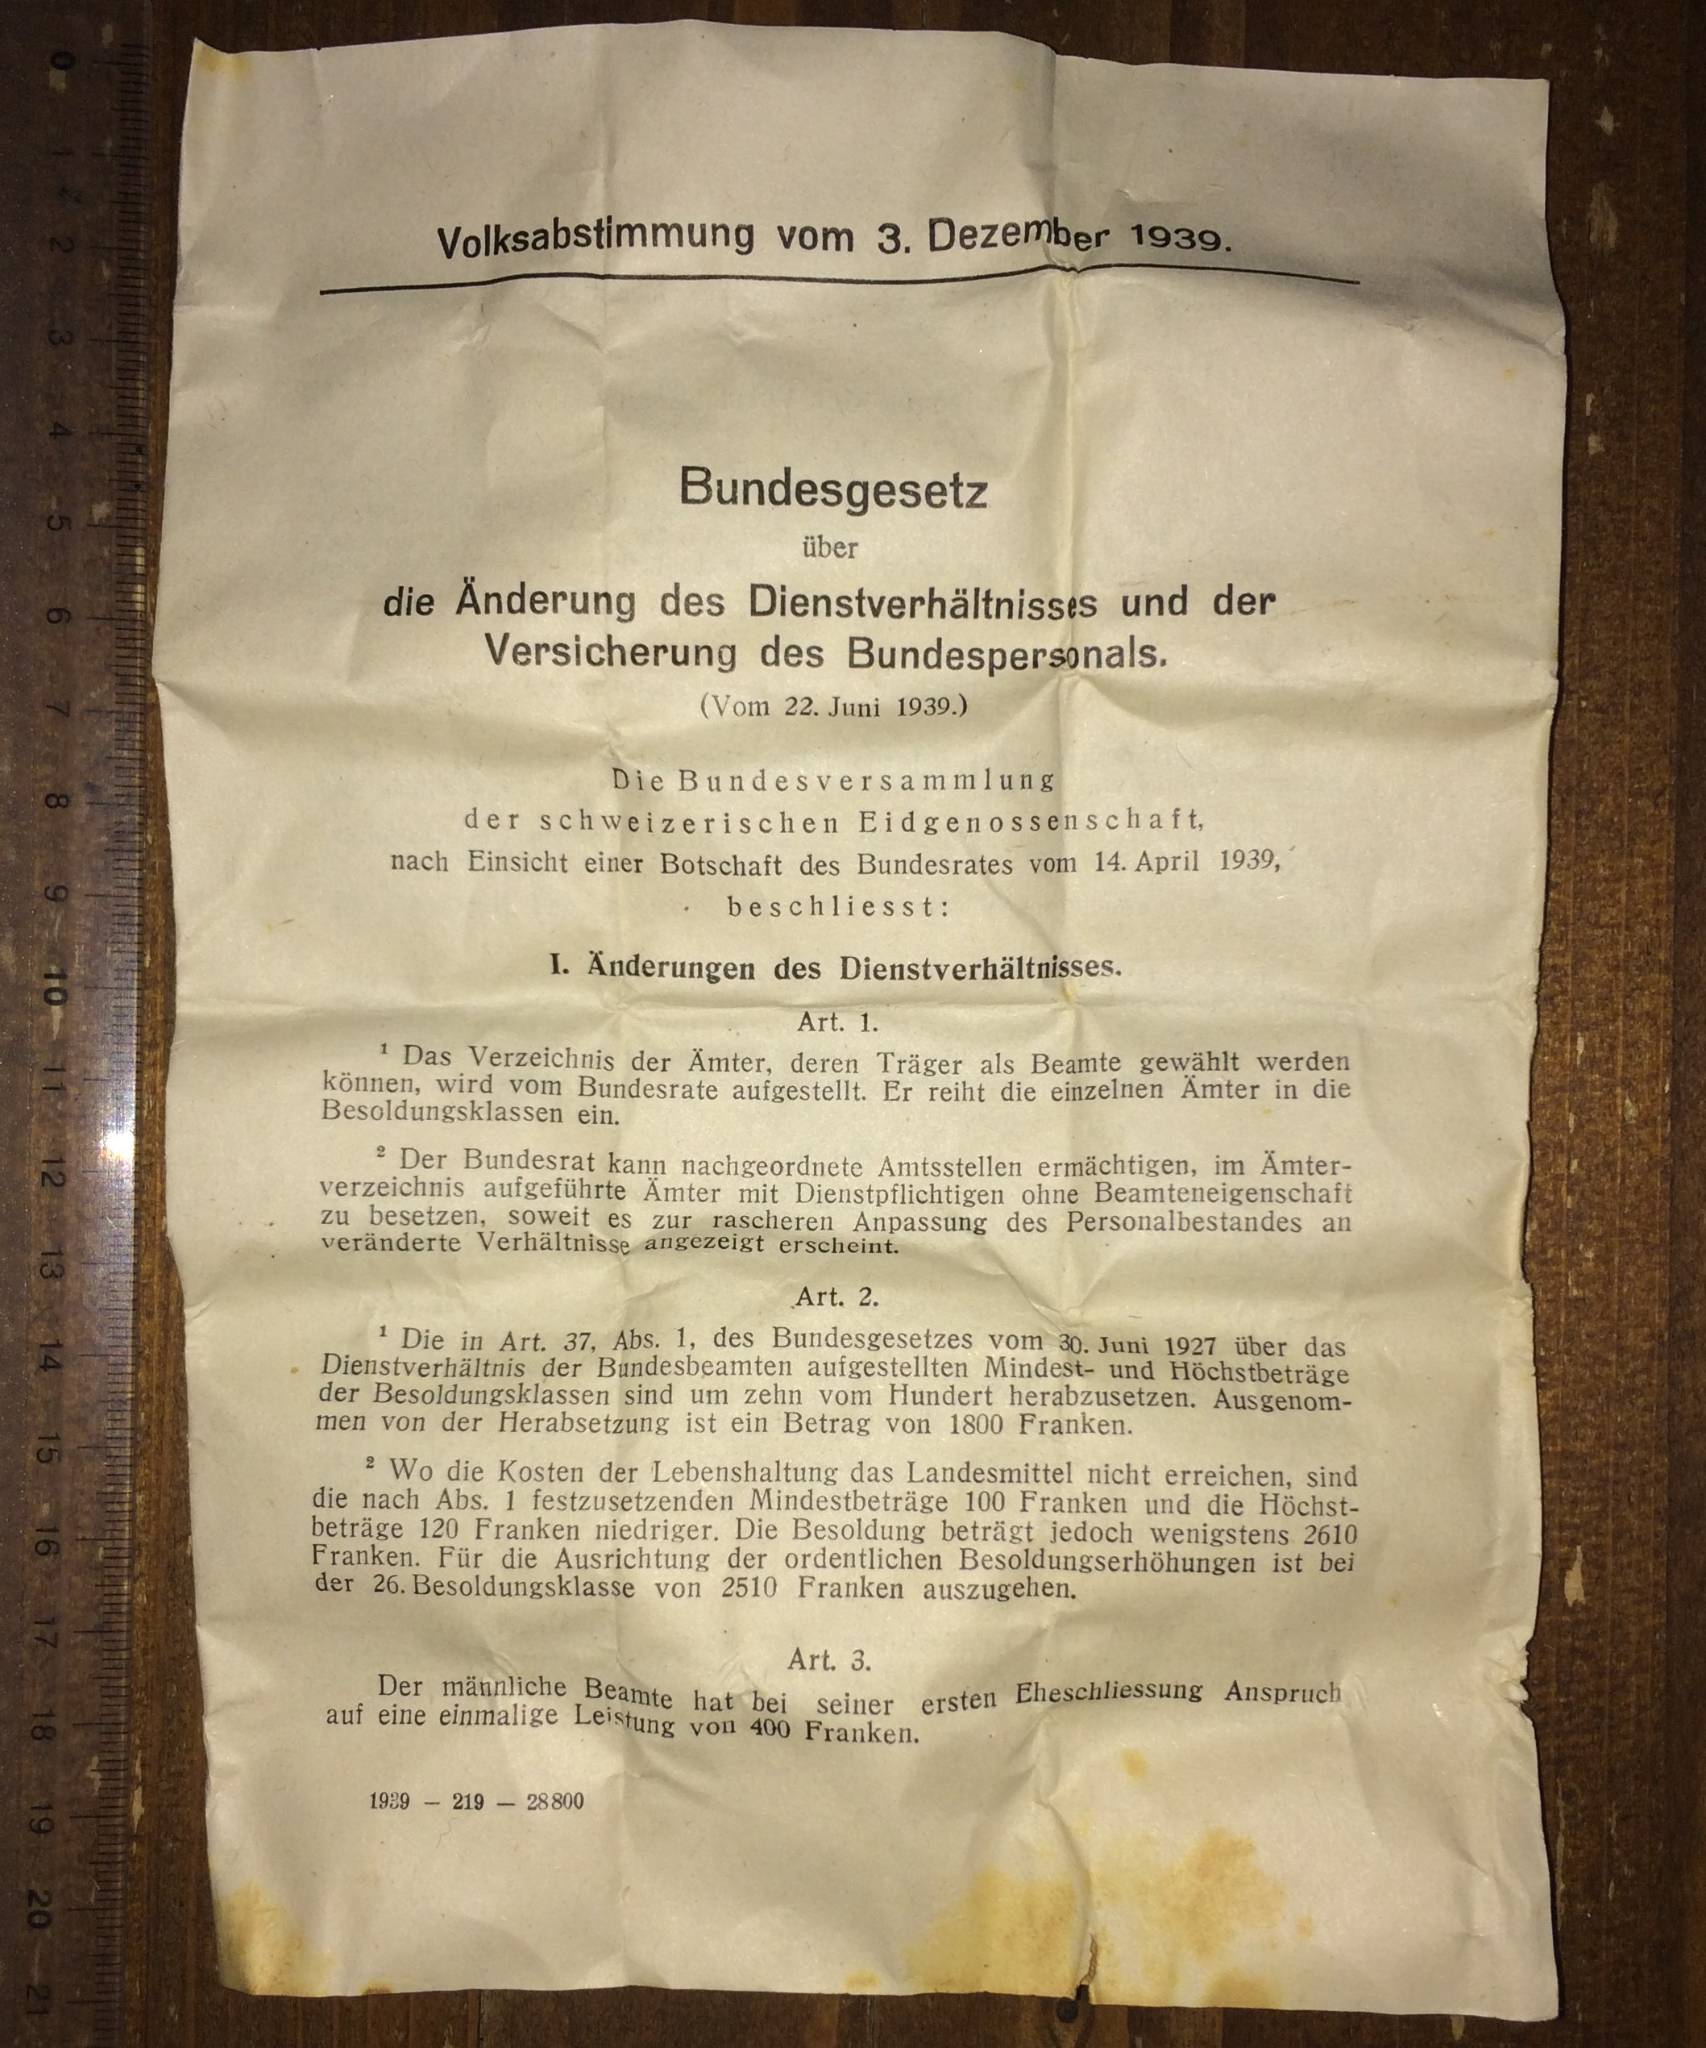 Volksabstimmung vom 3. Dezember 1939.
Bundesgesetz
über
die Änderung des Dienstverhältnisses und der
Versicherung des Bundespersonals.
(Vom 22. Juni 1939.)
Die Bundesversammlung
der schweizerischen Eidgenossenschaft,
nach Einsicht einer Botschaft des Bundesrates vom 14. April 1939,
beschliesst:
I. Änderungen des Dienstverhältnisses.
Art. 1.
¹ Das Verzeichnis der Ämter, deren Träger als Beamte gewählt werden
können, wird vom Bundesrate aufgestellt. Er reiht die einzelnen Ämter in die
Besoldungsklassen ein.
² Der Bundesrat kann nachgeordnete Amtsstellen ermächtigen, im Ämter-
verzeichnis aufgeführte Ämter mit Dienstpflichtigen ohne Beamteneigenschaft
zu besetzen, soweit es zur rascheren Anpassung des Personalbestandes an
veränderte Verhältnisse angezeigt erscheint.
Art. 2.
¹ Die in Art. 37, Abs. 1, des Bundesgesetzes vom 30. Juni 1927 über das
Dienstverhältnis der Bundesbeamten aufgestellten Mindest- und Höchstbeträge
der Besoldungsklassen sind um zehn vom Hundert herabzusetzen. Ausgenom-
men von der Herabsetzung ist ein Betrag von 1800 Franken.
² Wo die Kosten der Lebenshaltung das Landesmittel nicht erreichen, sind
die nach Abs. 1 festzusetzenden Mindestbeträge 100 Franken und die Höchst-
beträge 120 Franken niedriger. Die Besoldung beträgt jedoch wenigstens 2610
Franken. Für die Ausrichtung der ordentlichen Besoldungserhöhungen ist bei
der 26. Besoldungsklasse von 2510 Franken auszugehen.
Art. 3.
Der männliche Beamte hat bei seiner ersten Eheschliessung Anspruch
auf eine einmalige Leistung von 400 Franken.
1939 — 219 — 28800
0
1
2
3
4
5
6
7
8
9
10
11
12
13
14
15
16
17
18
19
20
21